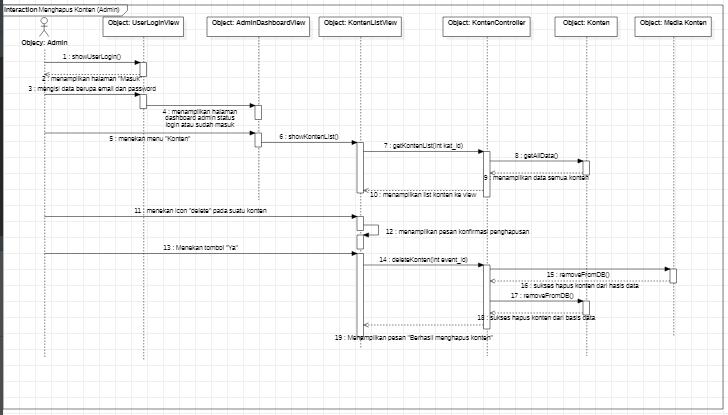 Interaction Menghapus Konten (Admin)
Object: UserLoginView
Object: AdminDashboardView
Object: KontenListView
Object: KontenController
Object: Konten
Object: Media Konten
Objecy: Admin
1 : showUserLogin()
2 : menampilkan halaman "Masuk"
3 : mengisi data berupa email dan password
4 : menampilkan halaman
dashboard admin status
login atau sudah masuk
5 : menekan menu "Konten"
6 : showKontenList()
7 : getKontenList(int kat_id)
8 : getAllData()
9 : menampilkan data semua konten
10 : menampilkan list konten ke view
11 : menekan icon "delete" pada suatu konten
12 : menampilkan pesan konfirmasi penghapusan
13 : Menekan tombol "Ya"
14 : deleteKonten(int event_id)
15 : removeFromDB()
16 : sukses hapus konten dari basis data
17 : removeFromDB()
18 : sukses hapus konten dari basis data
19 : Menampilkan pesan "Berhasil menghapus konten"